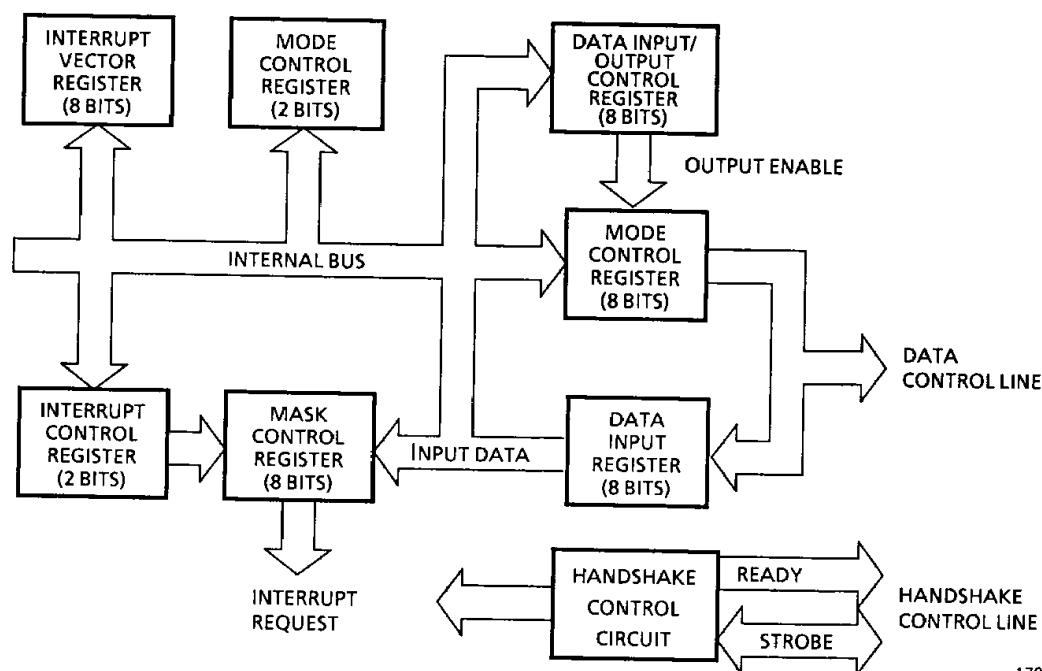 INTERRUPT
VECTOR
REGISTER
(8 BITS)
MODE
CONTROL
REGISTER
(2 BITS)
DATA INPUT/
OUTPUT
CONTROL
REGISTER
(8 BITS)
OUTPUT ENABLE
INTERNAL BUS
MODE
CONTROL
REGISTER
(8 BITS)
DATA
CONTROL LINE
INTERRUPT
CONTROL
REGISTER
(2 BITS)
MASK
CONTROL
REGISTER
(8 BITS)
INPUT DATA
DATA
INPUT
REGISTER
(8 BITS)
INTERRUPT
REQUEST
HANDSHAKE
CONTROL
CIRCUIT
READY
STROBE
HANDSHAKE
CONTROL LINE